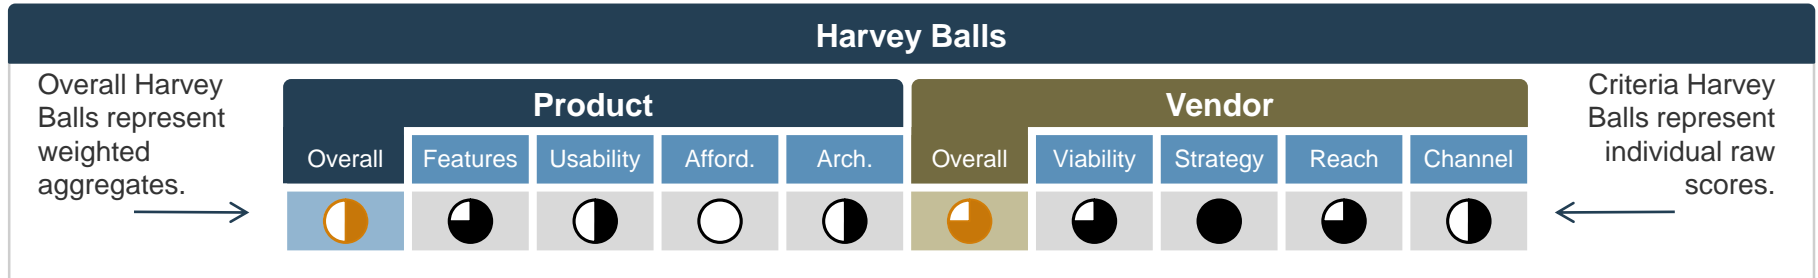 Harvey Balls
Overall Harvey
Balls represent
weighted
aggregates.
Product
Vendor
Overall
Features
Usability
Afford.
Arch.
Overall
Viability
Strategy
Reach
Channel
Criteria Harvey
Balls represent
individual raw
scores.